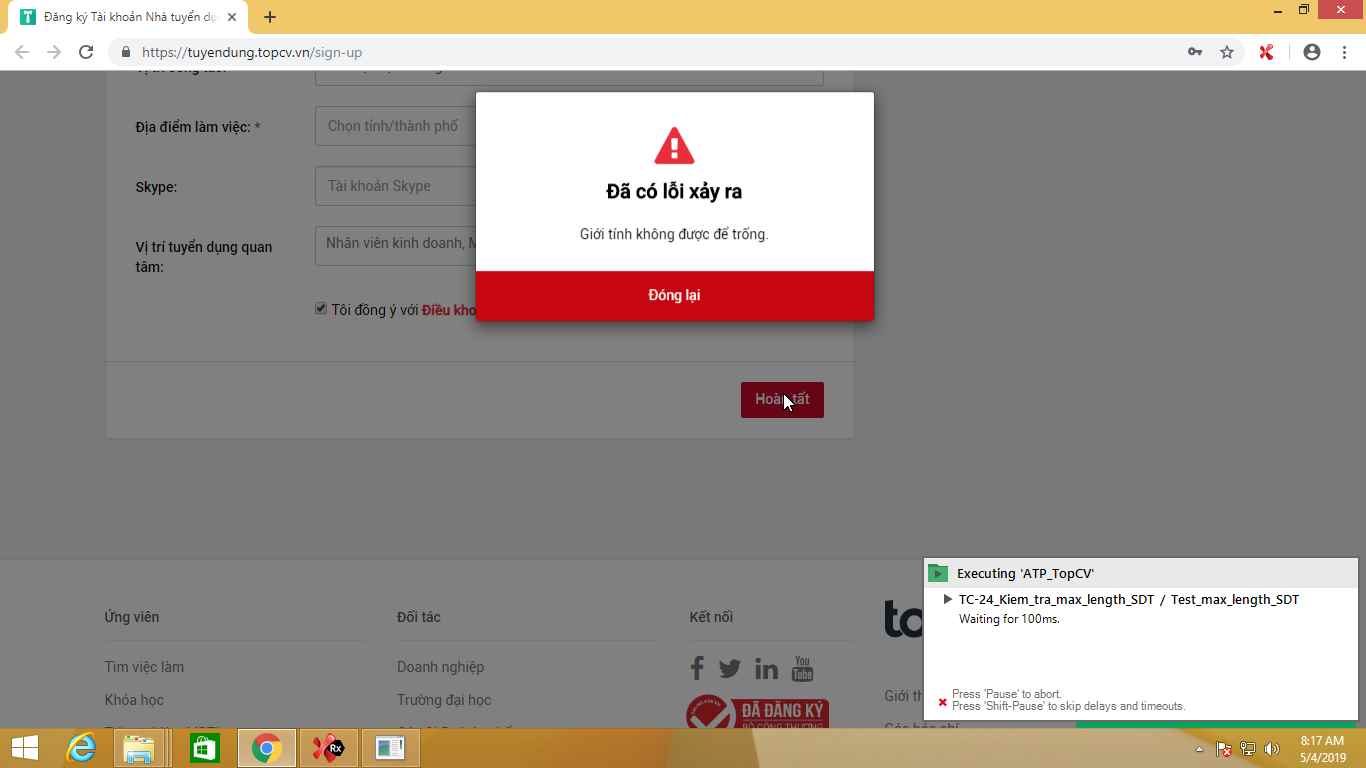 Đăng ký Tài khoản Nhà tuyển dụ
https://tuyendung.topcv.vn/sign-up
Địa điểm làm việc: *
Chọn tỉnh/thành phố
Skype:
Tài khoản Skype
Vị trí tuyển dụng quan
tâm:
Nhân viên kinh doanh, M
Tôi đồng ý với Điều kho
Đã có lỗi xảy ra
Giới tính không được để trống.
Đóng lại
Hoàn tất
Ứng viên
Đối tác
Kết nối
Tìm việc làm
Doanh nghiệp
Khóa học
Trường đại học
You
Tube
ĐÃ ĐĂNG KÝ
BỘ CÔNG THƯƠNG
to
Giới th
Executing 'ATP_TopCV'
TC-24_Kiem_tra_max_length_SDT / Test_max_length_SDT
Waiting for 100ms.
Press 'Pause' to abort.
Press 'Shift-Pause' to skip delays and timeouts.
Rx
8:17 AM
5/4/2019